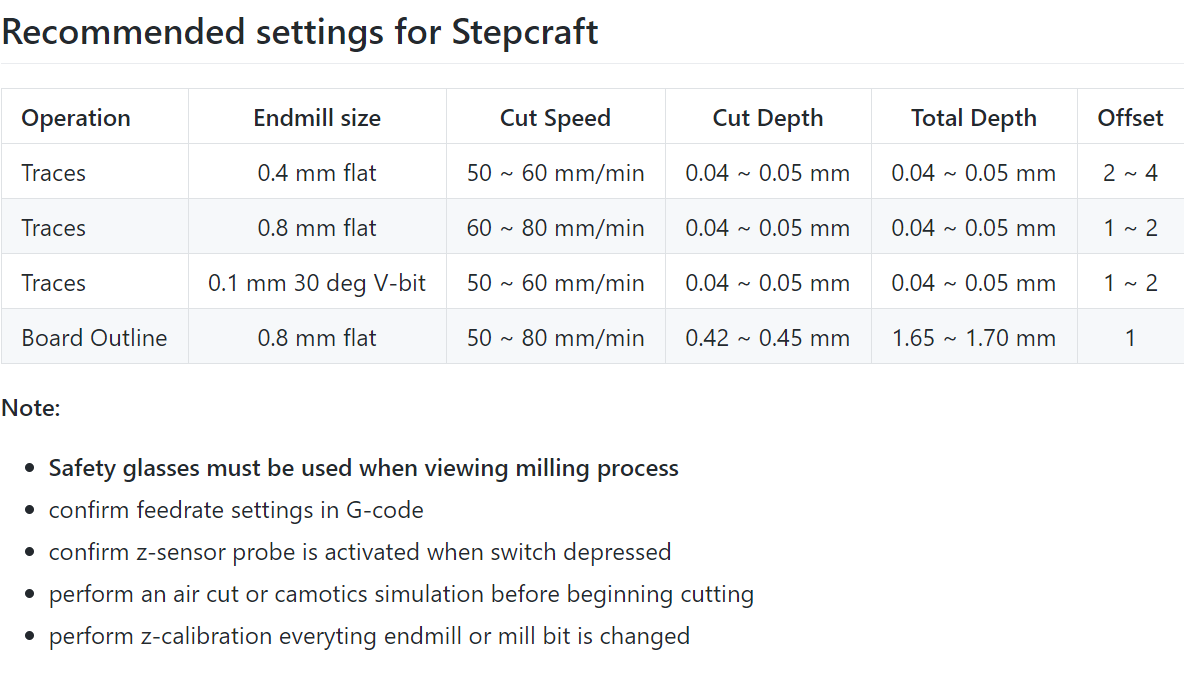 Recommended settings for Stepcraft
Operation Endmill size Cut Speed Cut Depth Total Depth Offset
Traces 0.4 mm flat 50 ~ 60 mm/min 0.04 ~ 0.05 mm 0.04 ~ 0.05 mm 2 ~ 4
Traces 0.8 mm flat 60 ~ 80 mm/min 0.04 ~ 0.05 mm 0.04 ~ 0.05 mm 1 ~ 2
Traces 0.1 mm 30 deg V-bit 50 ~ 60 mm/min 0.04 ~ 0.05 mm 0.04 ~ 0.05 mm 1 ~ 2
Board Outline 0.8 mm flat 50 ~ 80 mm/min 0.42 ~ 0.45 mm 1.65 ~ 1.70 mm 1
Note:
• Safety glasses must be used when viewing milling process
• confirm feedrate settings in G-code
• confirm z-sensor probe is activated when switch depressed
• perform an air cut or camotics simulation before beginning cutting
• perform z-calibration everyting endmill or mill bit is changed